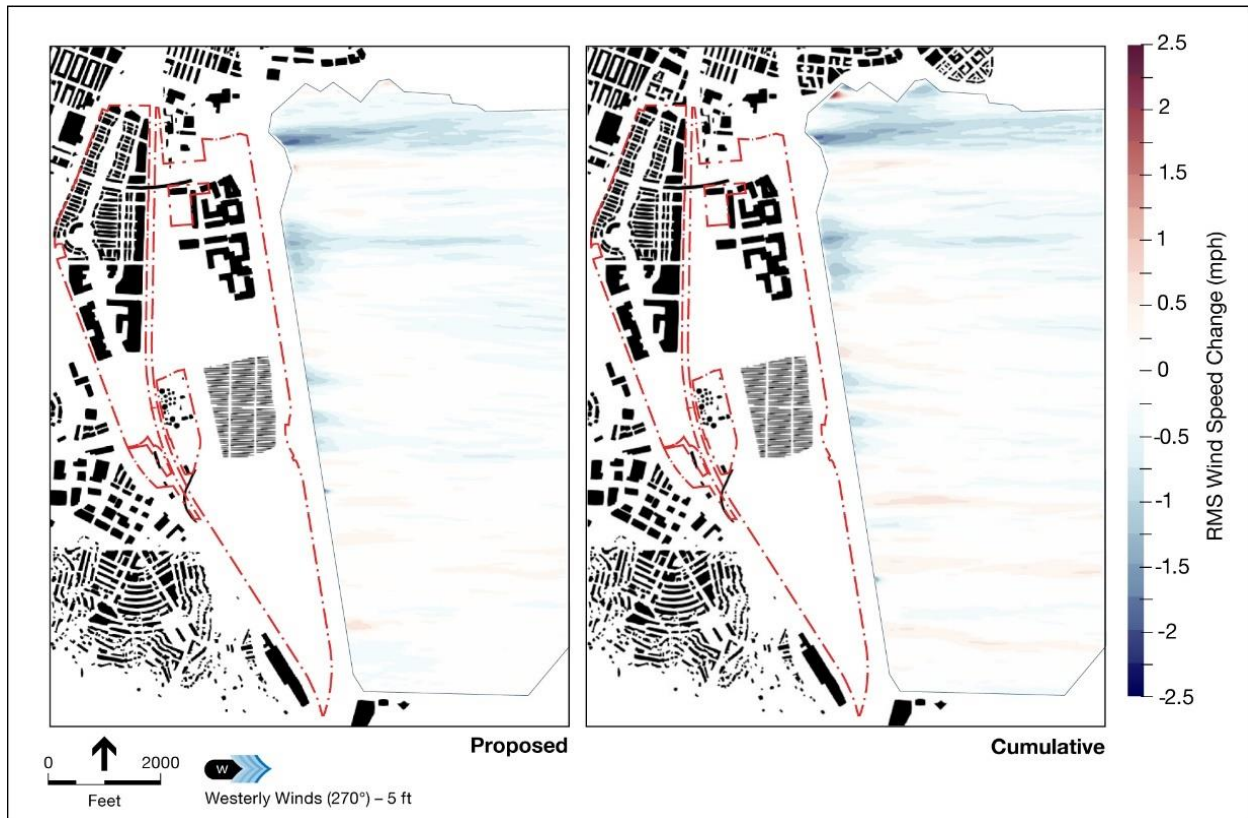 2.5
2
1.5
1
0.5
0
-0.5
-1
-1.5
-2
-2.5
RMS Wind Speed Change (mph)
Proposed
Cumulative
0 2000
Feet
W
Westerly Winds (270°) – 5 ft